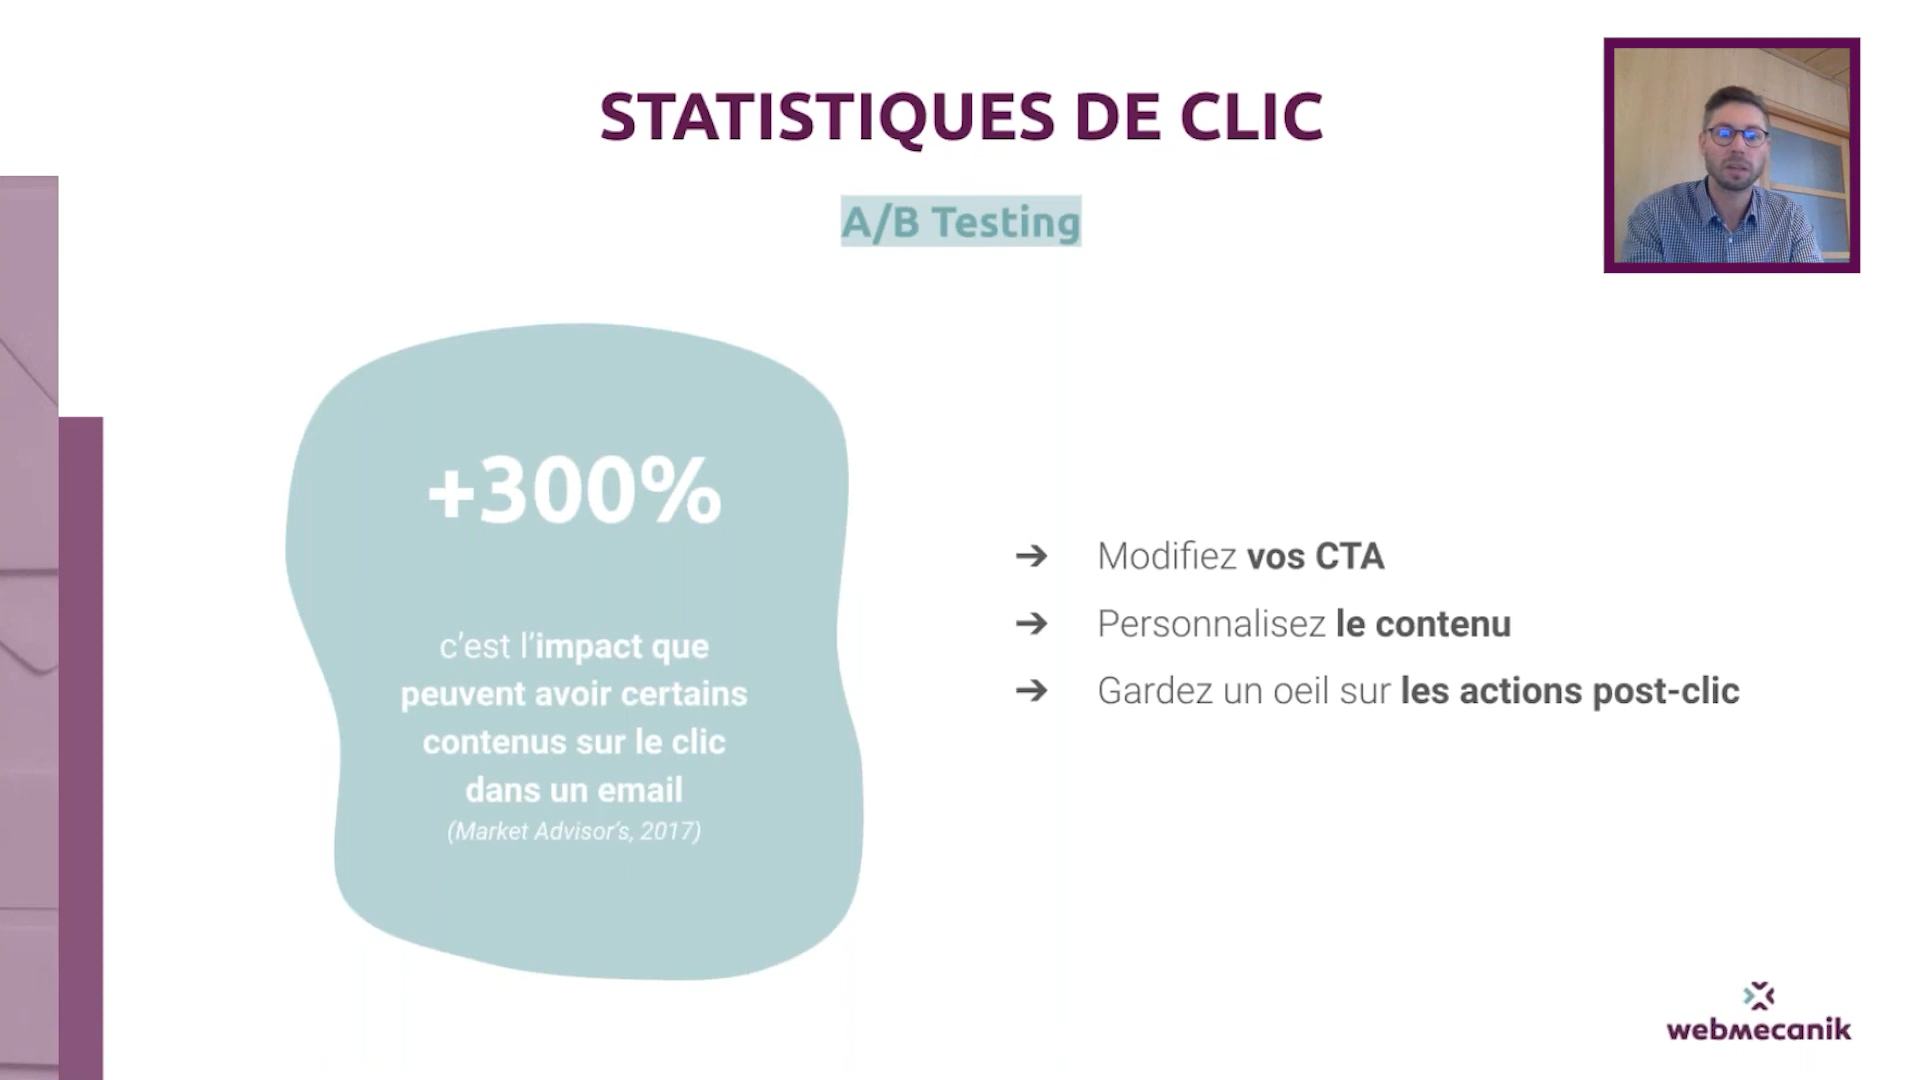 STATISTIQUES DE CLIC
A/B Testing
+300%
c’est l’impact que
peuvent avoir certains
contenus sur le clic
dans un email
(Market Advisor’s, 2017)
➔ Modifiez vos CTA
➔ Personnalisez le contenu
➔ Gardez un oeil sur les actions post-clic
webmecanik